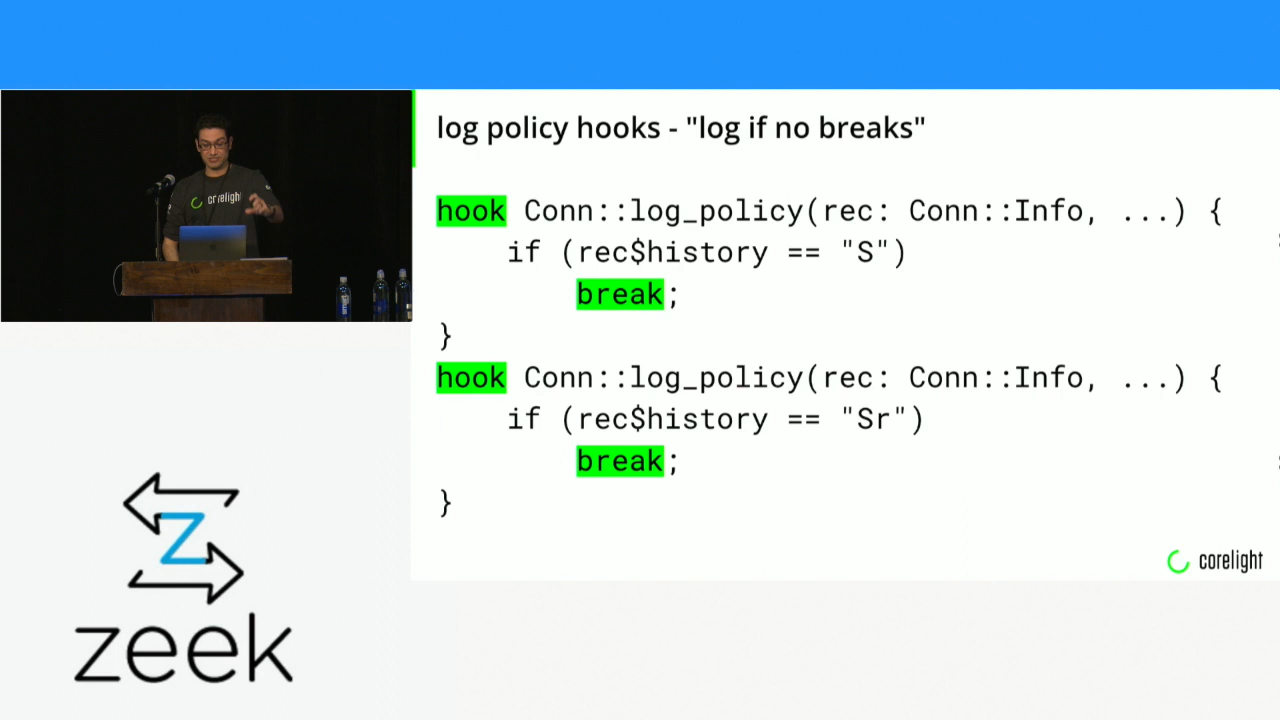 log policy hooks - "log if no breaks"
hook Conn::log_policy(rec: Conn::Info, ...) {
if (rec$history == "S")
break;
}
hook Conn::log_policy(rec: Conn::Info, ...) {
if (rec$history == "Sr")
break;
}
corelight
corelight
Z
zeek